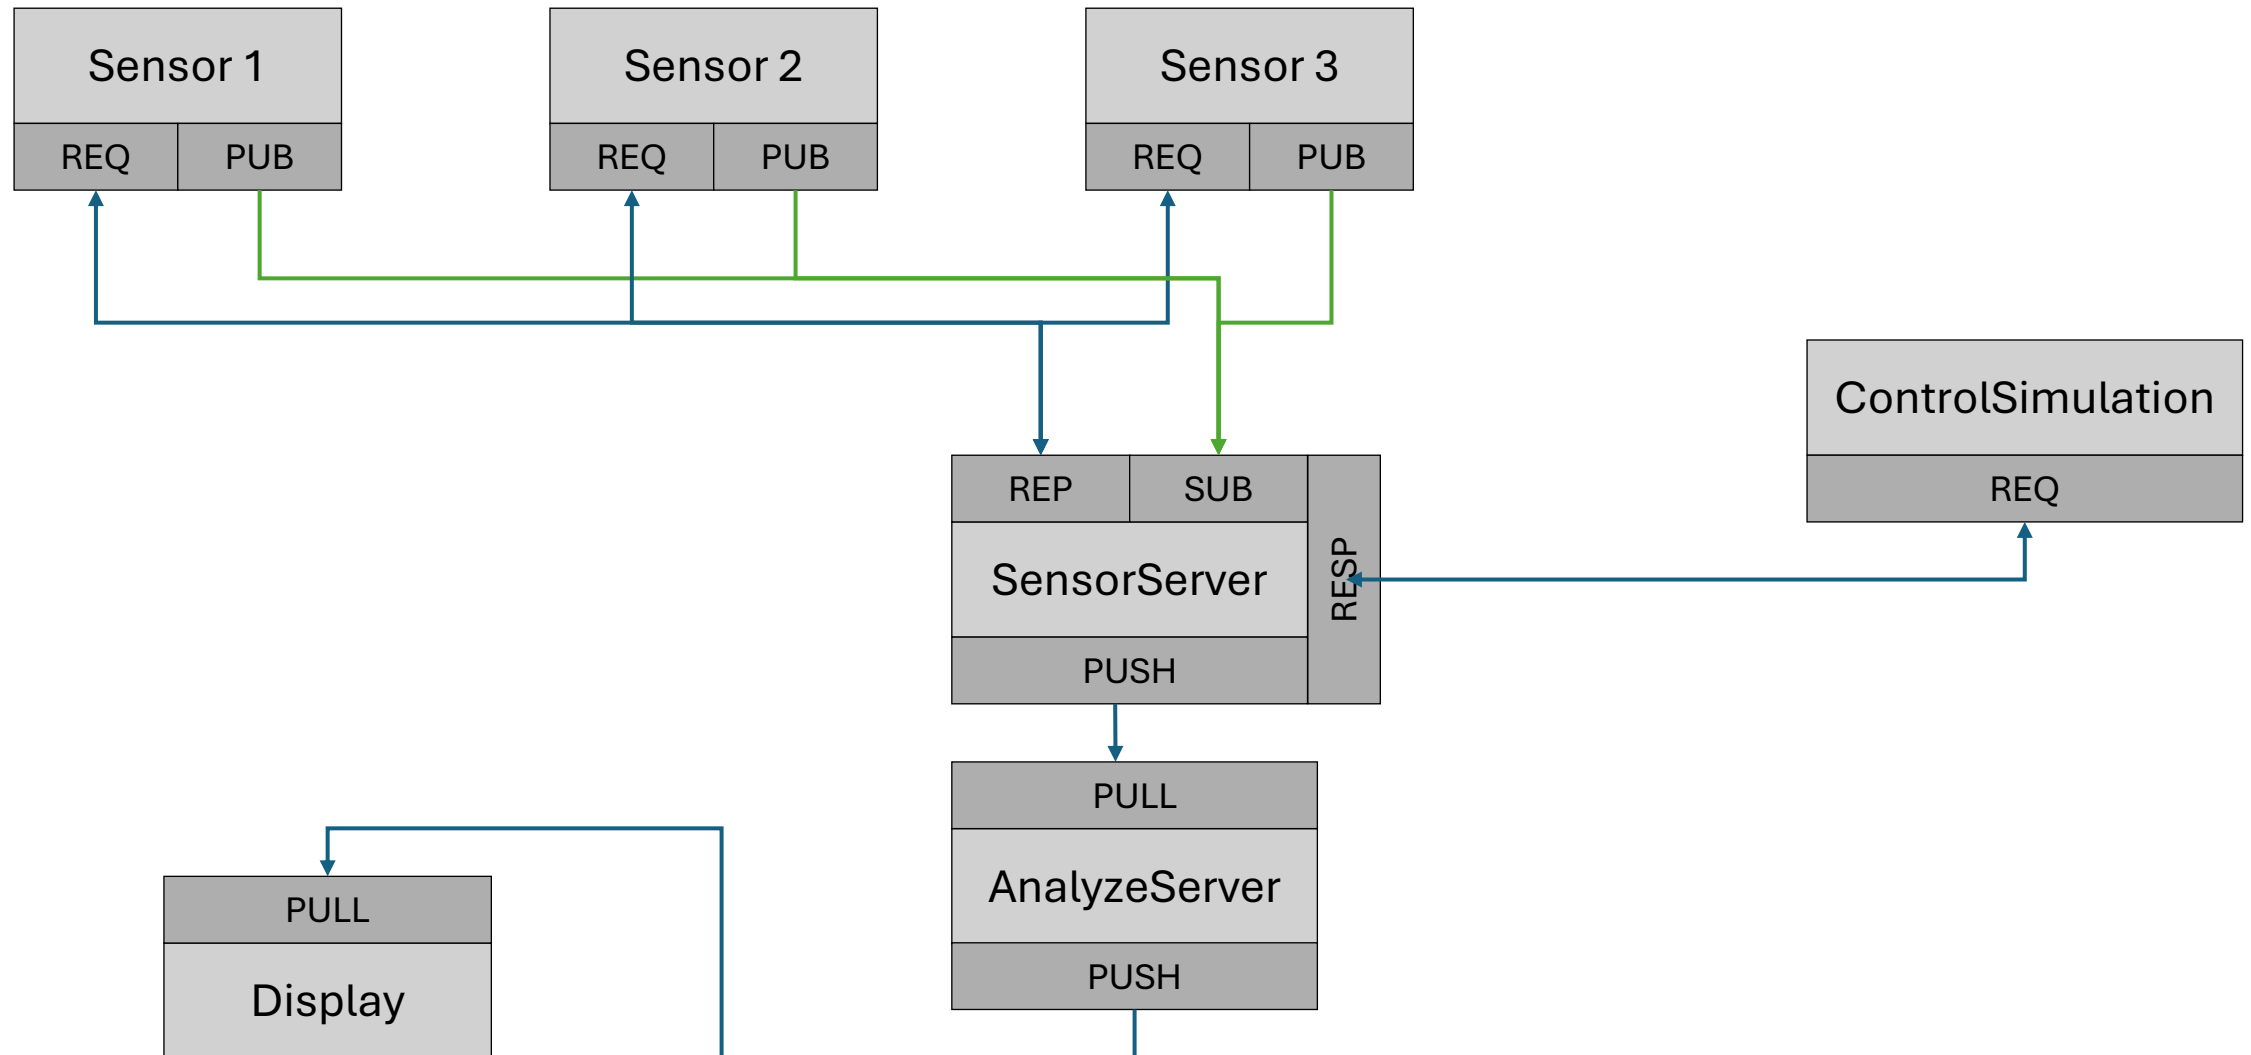 Sensor 1
REQ
PUB
Sensor 2
REQ
PUB
Sensor 3
REQ
PUB
ControlSimulation
REQ
REP
SUB
RESP
SensorServer
PUSH
PULL
AnalyzeServer
PUSH
PULL
Display